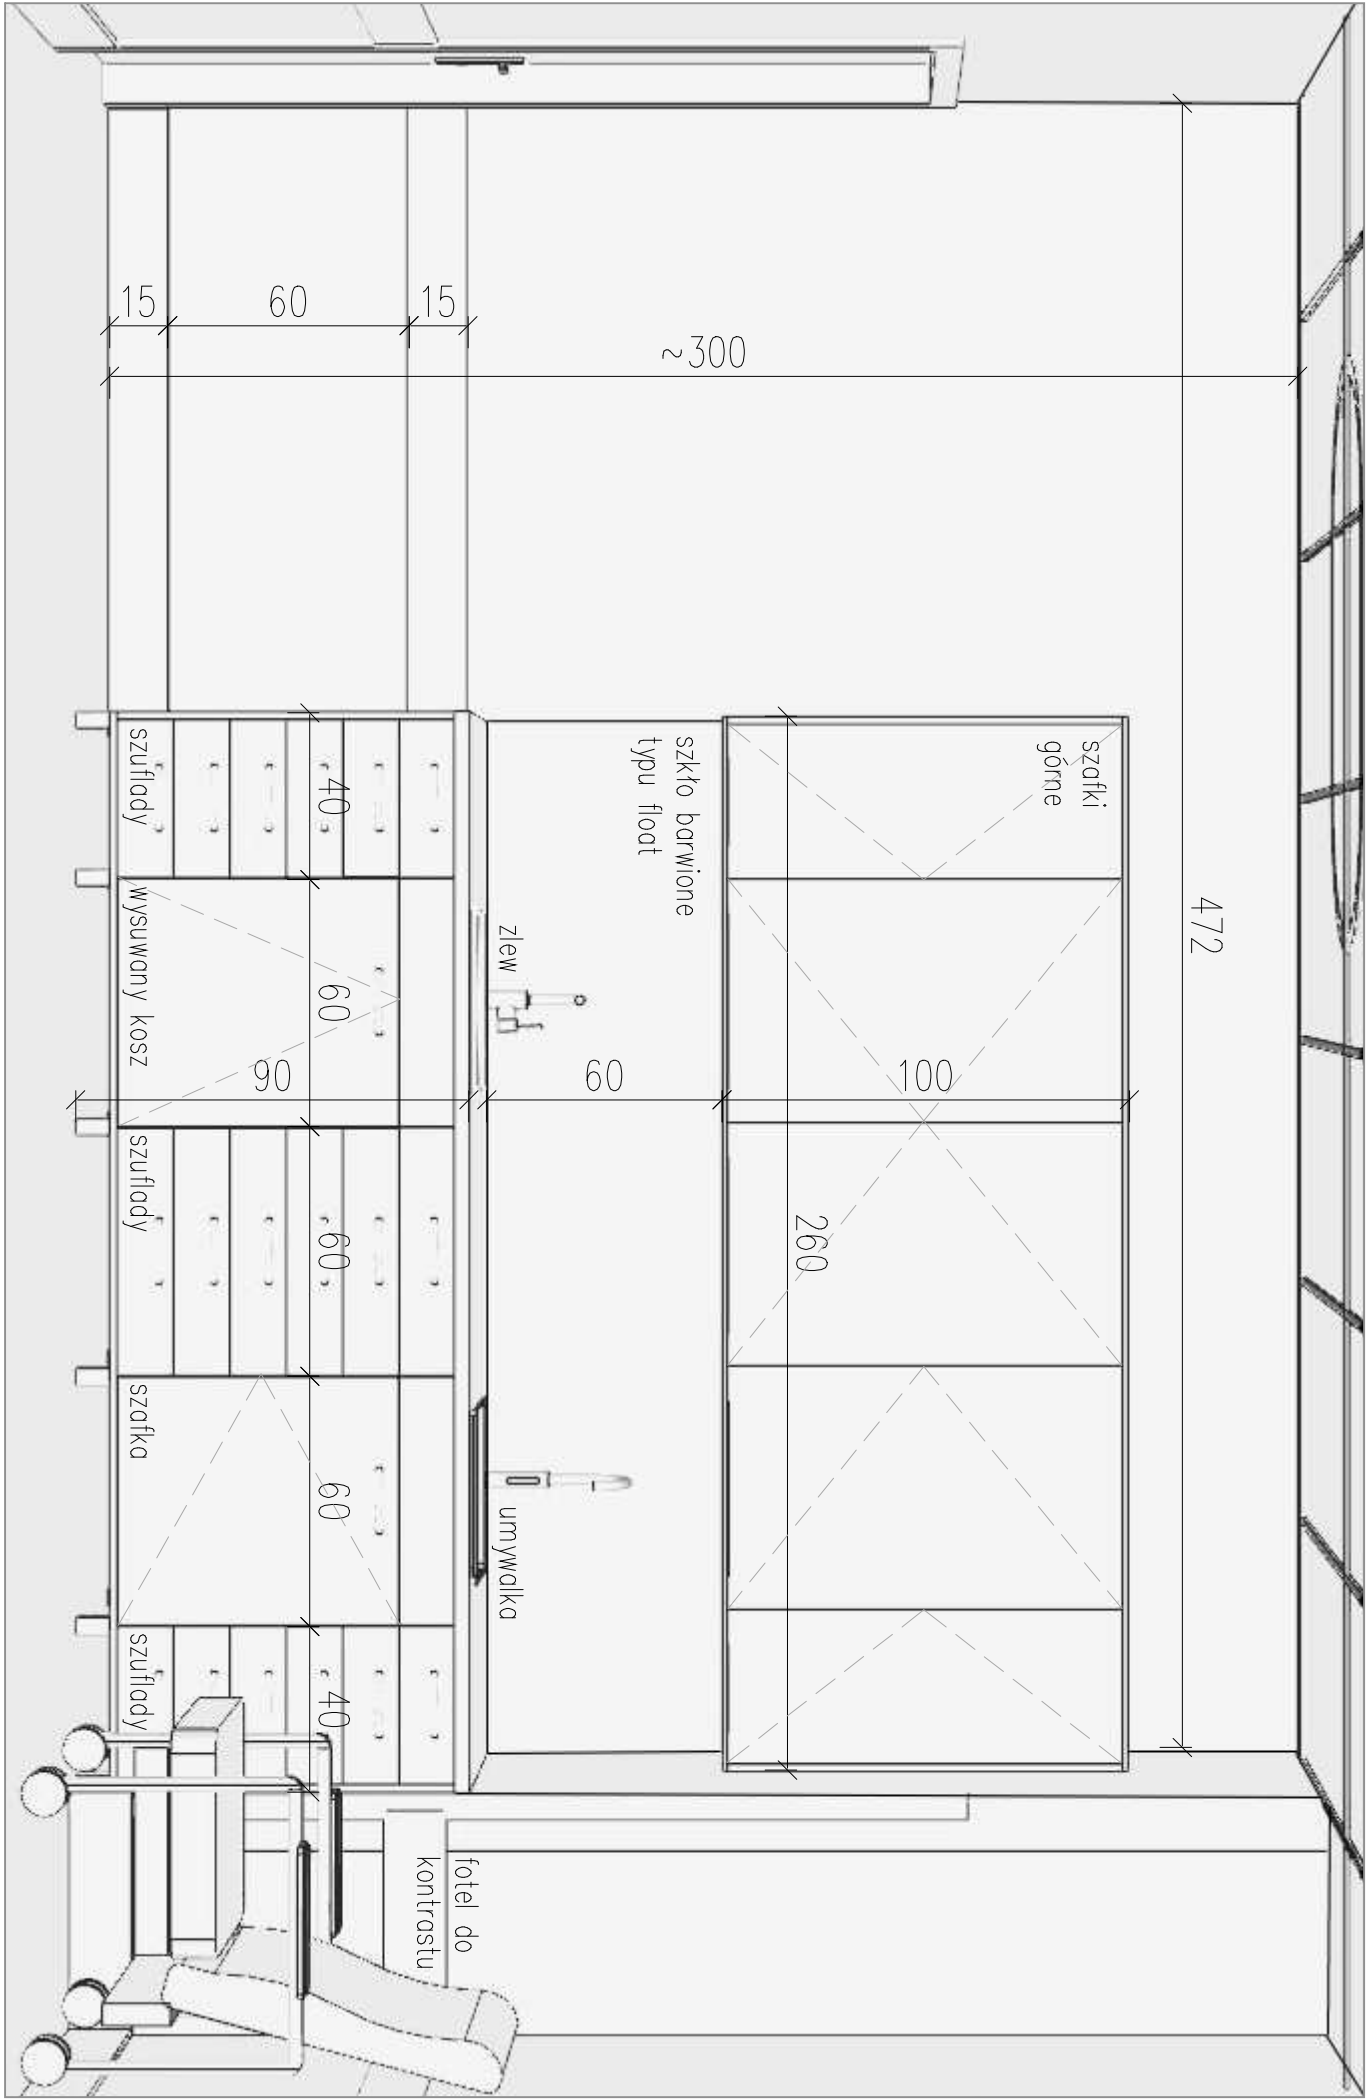 472
szafki
górne
260
100
szkło barwione
typu float
60
~300
zlew
umywalka
15
60
15
40
60
60
60
40
90
szuflady
wysuwany kosz
szuflady
szafka
szuflady
fotel do
kontrastu